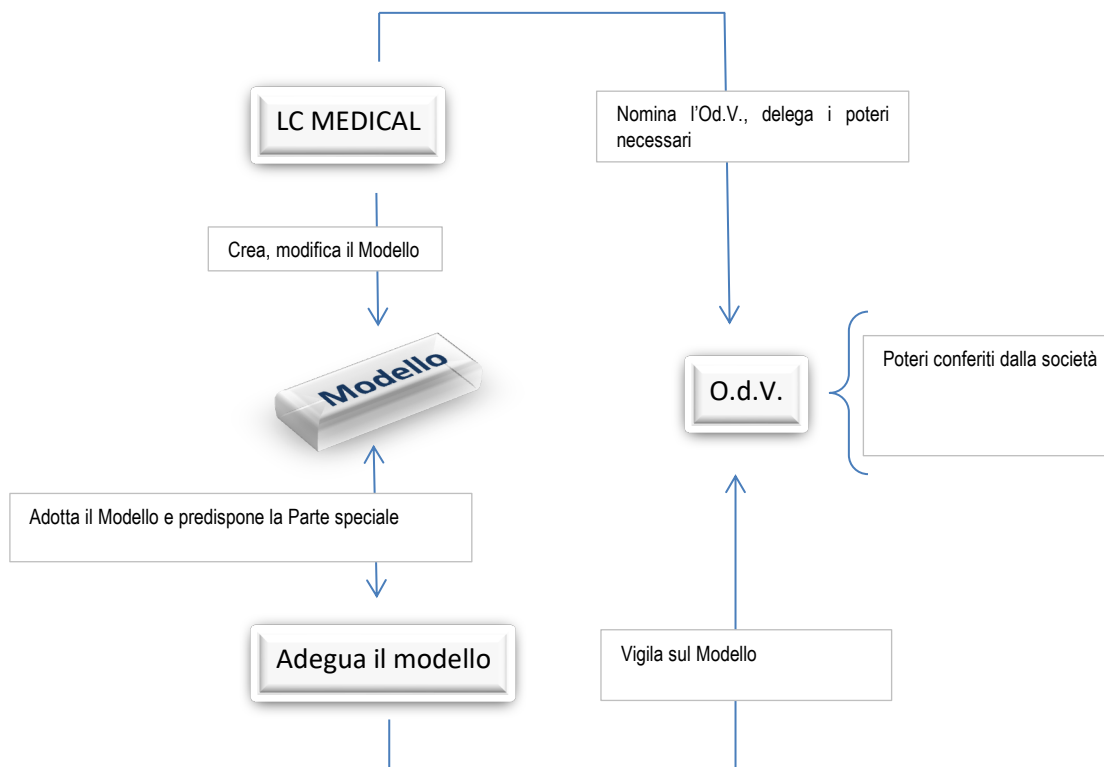 LC MEDICAL
Nomina l'Od.V., delega i poteri
necessari
Crea, modifica il Modello
Modello
O.d.V.
Poteri conferiti dalla società
Adotta il Modello e predispone la Parte speciale
Adegua il modello
Vigila sul Modello